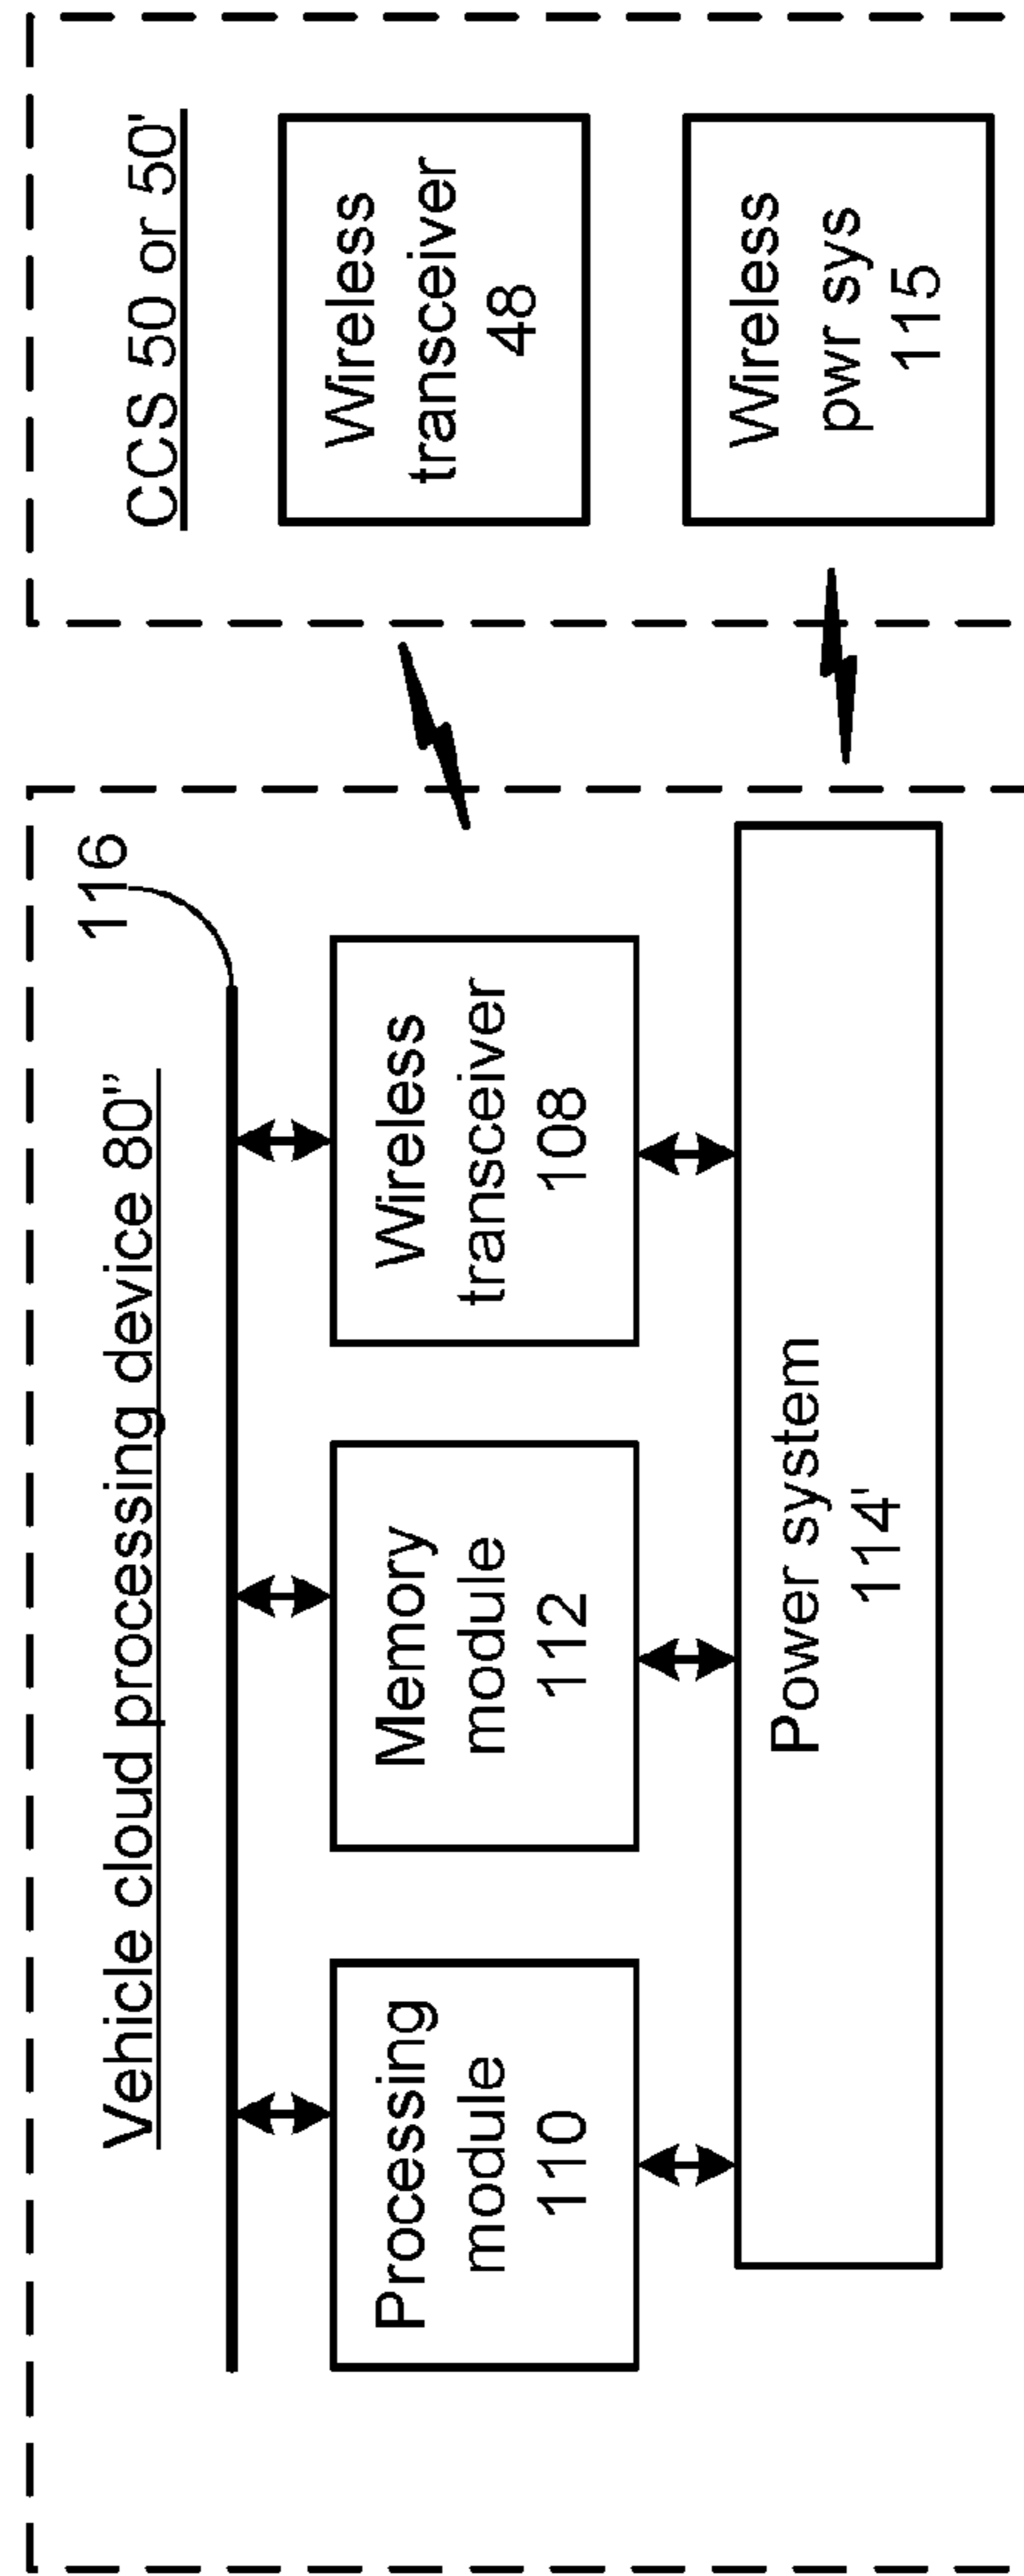 Vehicle cloud processing device 80”
116
Processing
module
110
Memory
module
112
Wireless
transceiver
108
Power system
114'
CCS 50 or 50'
Wireless
transceiver
48
Wireless
pwr sys
115